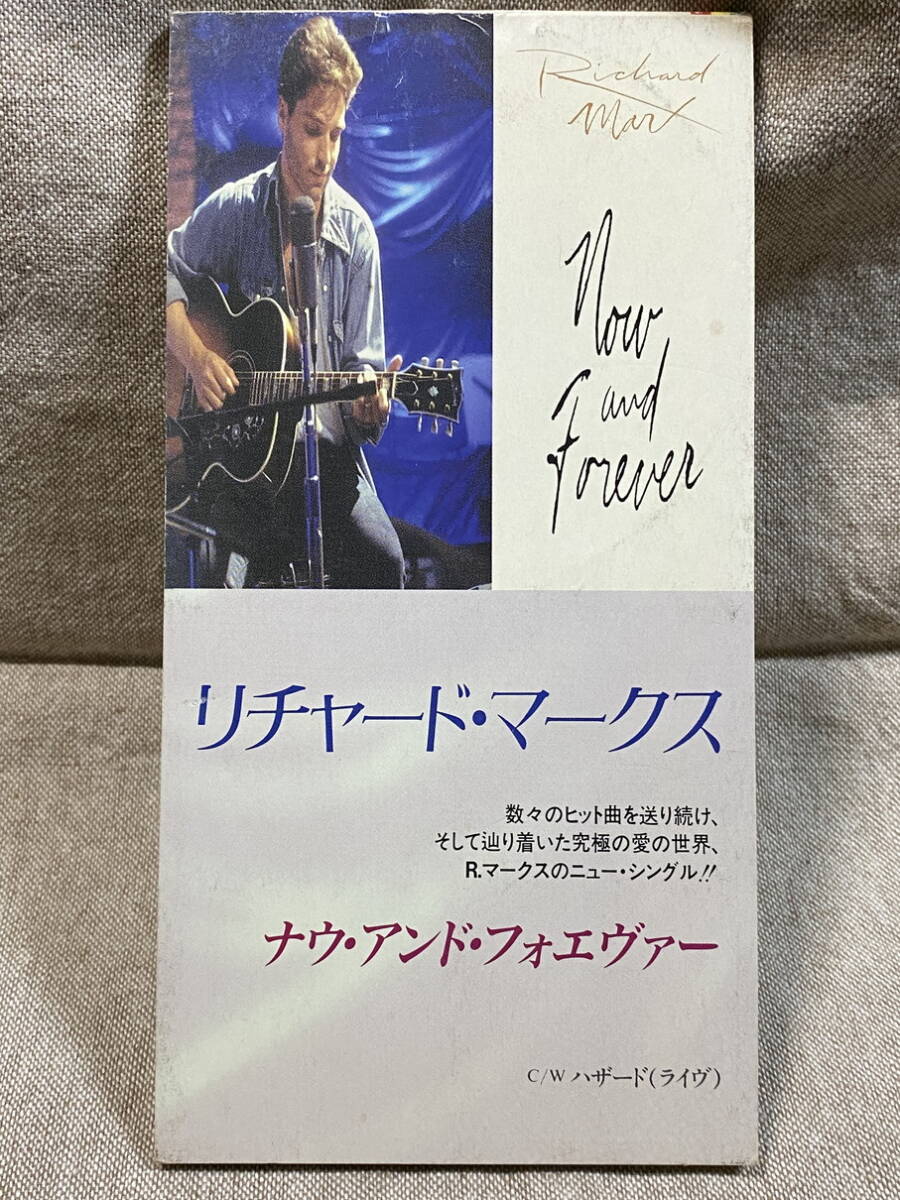 Richard
Marx
Now
and
Forever
リチャード・マークス
数々のヒット曲を送り続け、
そして辿り着いた究極の愛の世界、
R.マークスのニュー・シングル!!
ナウ・アンド・フォエヴァー
C/W ハザード(ライヴ)